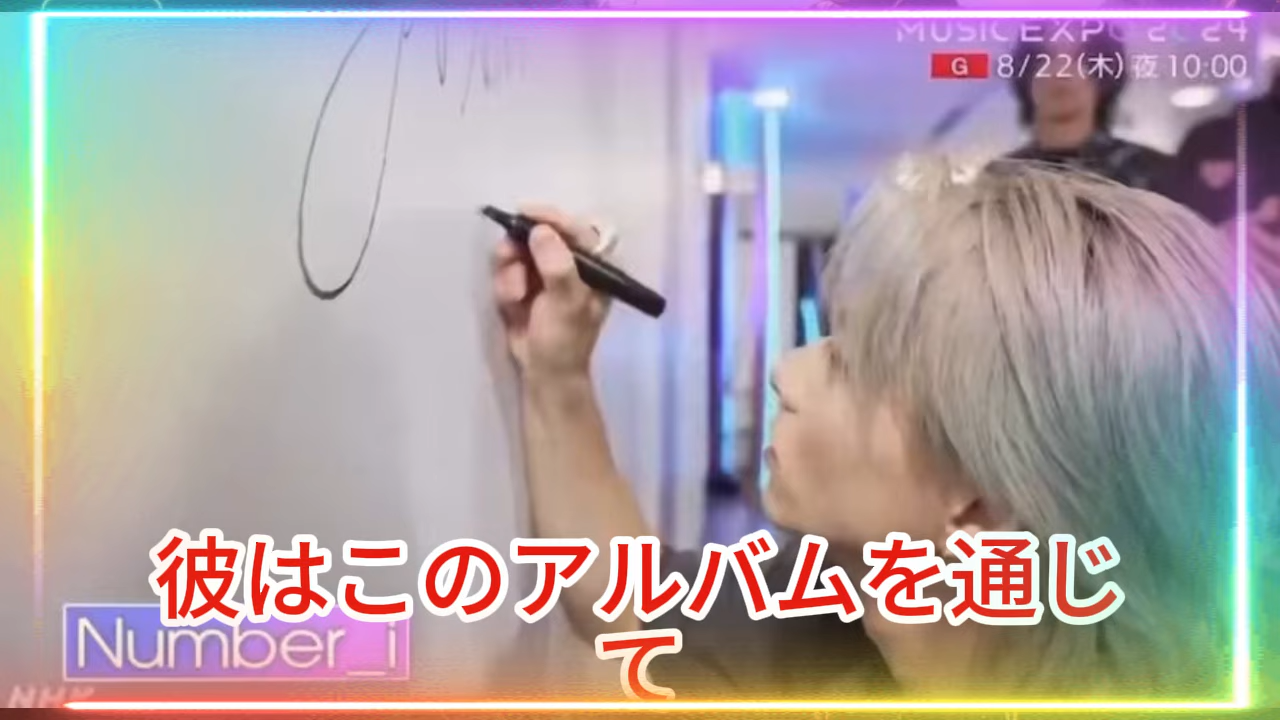 MUSIC EXPO 2024
G 8/22(木)夜10:00
彼はこのアルバムを通じ
て
Number_i
NHK